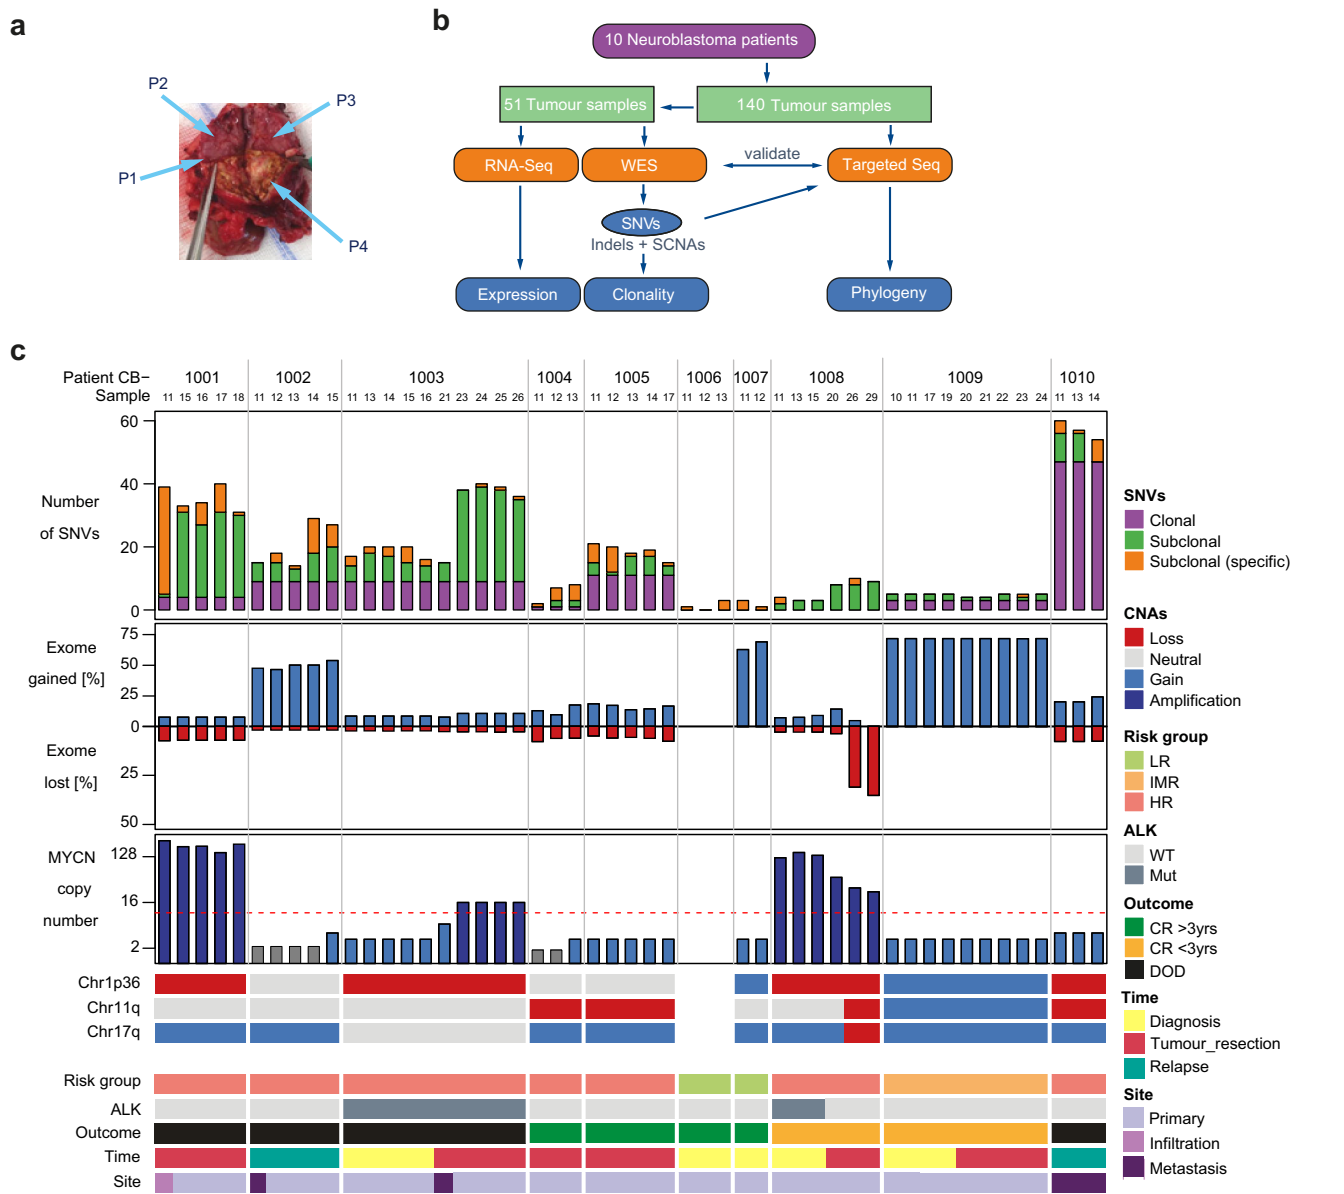 a
P2
P3
P1
P4
b
10 Neuroblastoma patients
51 Tumour samples
140 Tumour samples
RNA-Seq
WES
validate
Targeted Seq
SNVs
Indels + SCNAs
Expression
Clonality
Phylogeny
c
Patient CB− 1001 1002 1003 1004 1005 1006 1007 1008 1009 1010
Sample 11 15 16 17 18 11 12 13 14 15 11 13 14 15 16 21 23 24 25 26 11 12 13 11 12 13 14 17 11 12 13 11 12 11 13 15 20 26 29 10 11 17 19 20 21 22 23 24 11 13 14
60
40
20
0
Number
of SNVs
75
50
25
0
25
50
Exome
gained [%]
Exome
lost [%]
128
16
2
MYCN
copy
number
Chr1p36
Chr11q
Chr17q
Risk group
ALK
Outcome
Time
Site
SNVs
Clonal
Subclonal
Subclonal (specific)
CNAs
Loss
Neutral
Gain
Amplification
Risk group
LR
IMR
HR
ALK
WT
Mut
Outcome
CR >3yrs
CR <3yrs
DOD
Time
Diagnosis
Tumour_resection
Relapse
Site
Primary
Infiltration
Metastasis